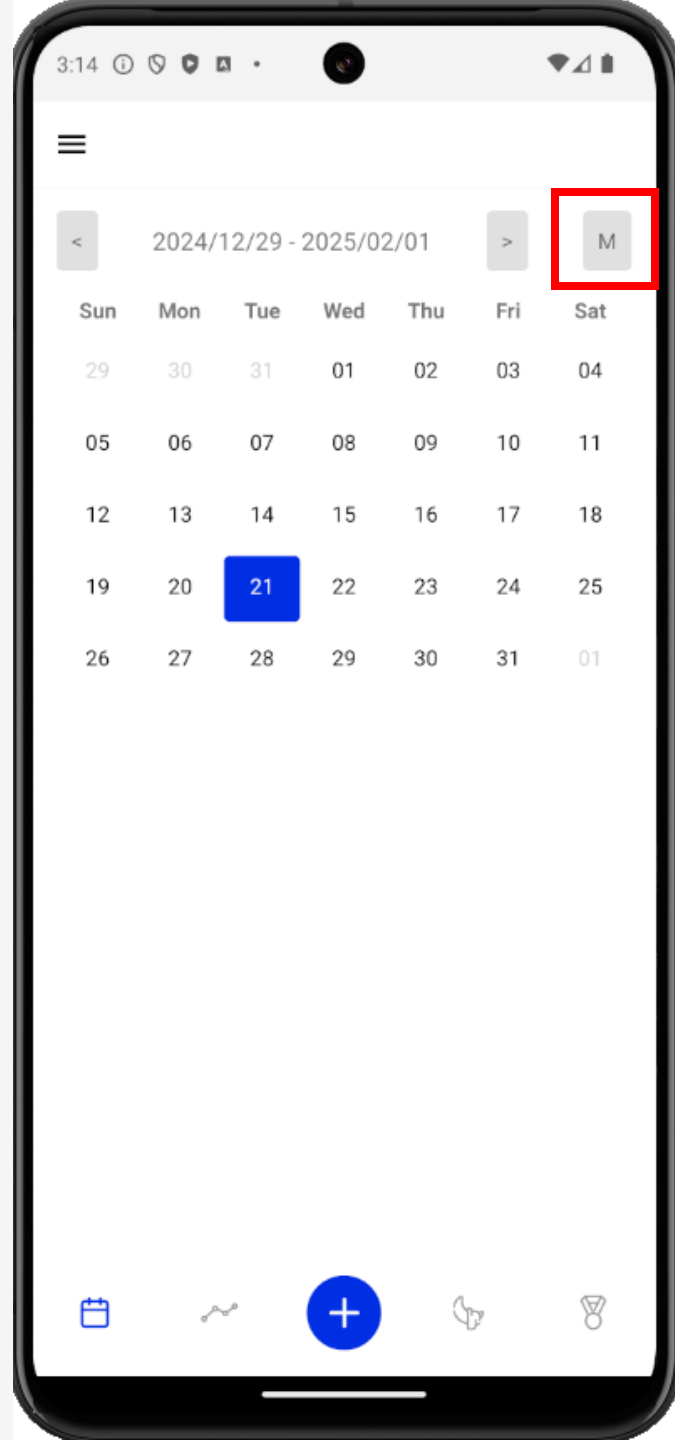 3:14
< 2024/12/29 - 2025/02/01 > M
Sun Mon Tue Wed Thu Fri Sat
29 30 31 01 02 03 04
05 06 07 08 09 10 11
12 13 14 15 16 17 18
19 20 21 22 23 24 25
26 27 28 29 30 31 01